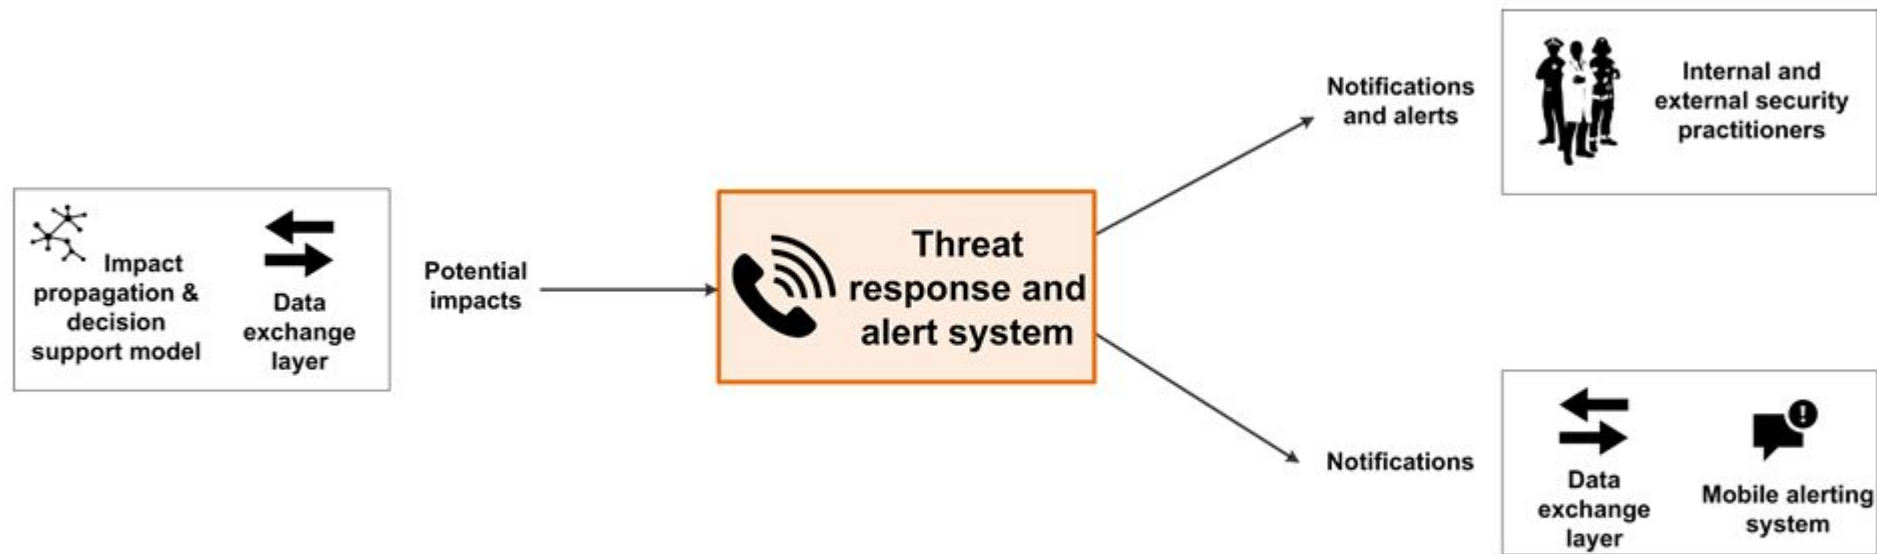 Impact
propagation &
decision
support model
Data
exchange
layer
Potential
impacts
Threat
response and
alert system
Notifications
and alerts
Internal and
external security
practitioners
Notifications
Data
exchange
layer
Mobile alerting
system